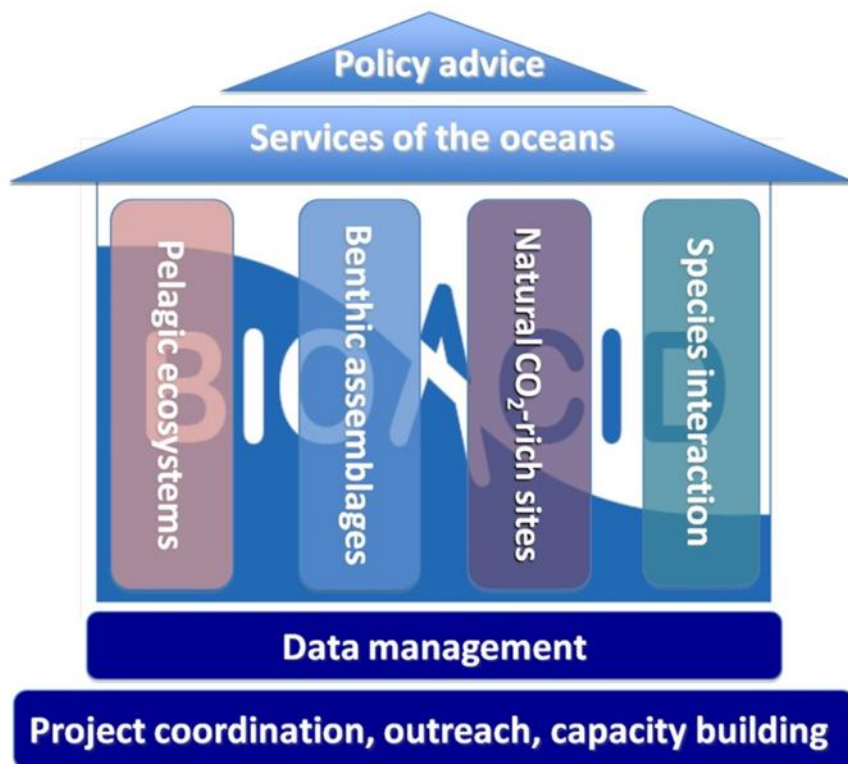 Policy advice
Services of the oceans
Pelagic ecosystems
Benthic assemblages
Natural CO₂-rich sites
Species interaction
BIOACID
Data management
Project coordination, outreach, capacity building